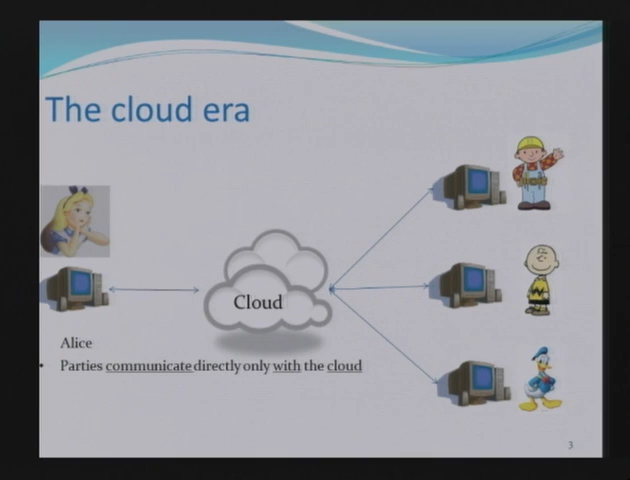 The cloud era
Cloud
Alice
• Parties communicate directly only with the cloud
3